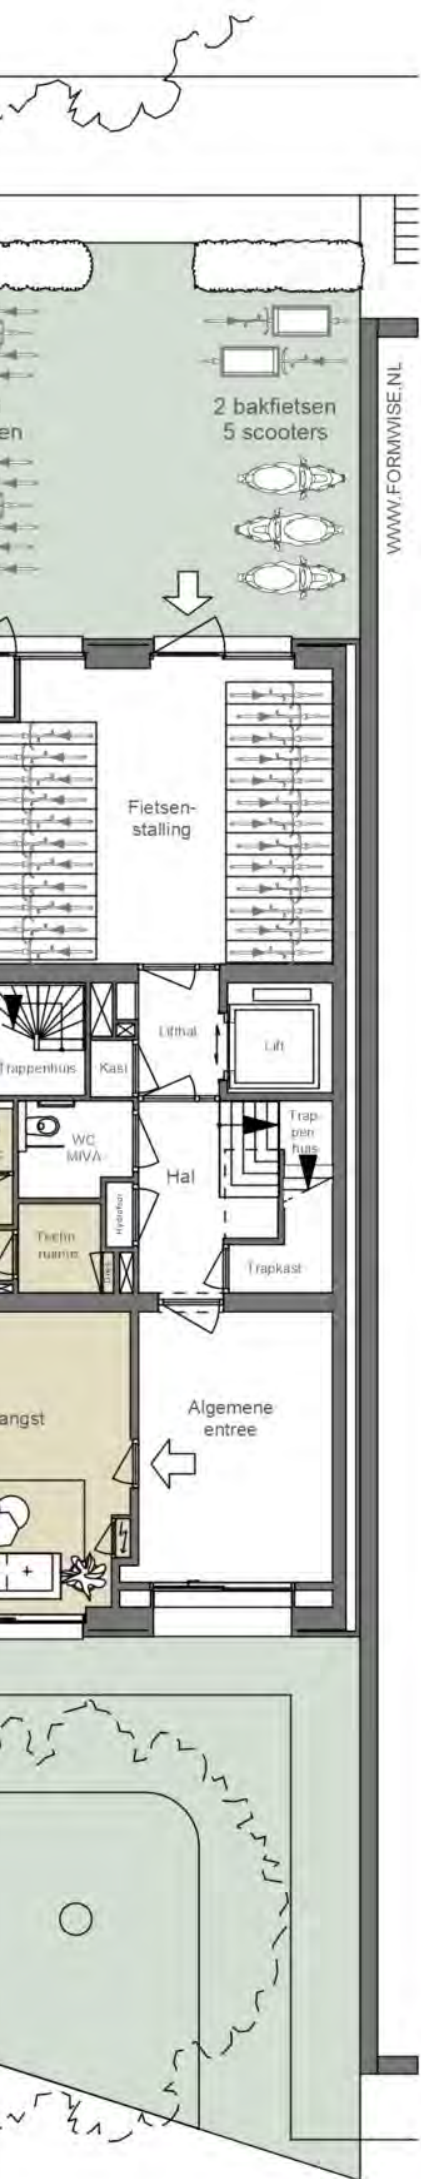 2 bakfietsen
en
5 scooters
WWW.FORMWISE.NL
Fietsen-
stalling
Lifthal
Lift
Trappenhuis
Kast
WC
MIVA
Trap-
pen
huis
Hal
Hydrofoor
Techn
ruimte
Trapkast
Algemene
entree
angst